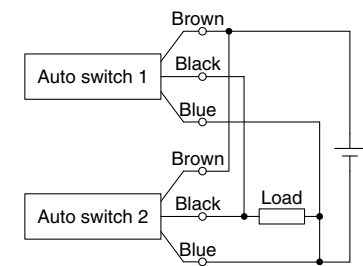 Brown
Auto switch 1
Black
Blue
Brown
Auto switch 2
Black
Load
Blue